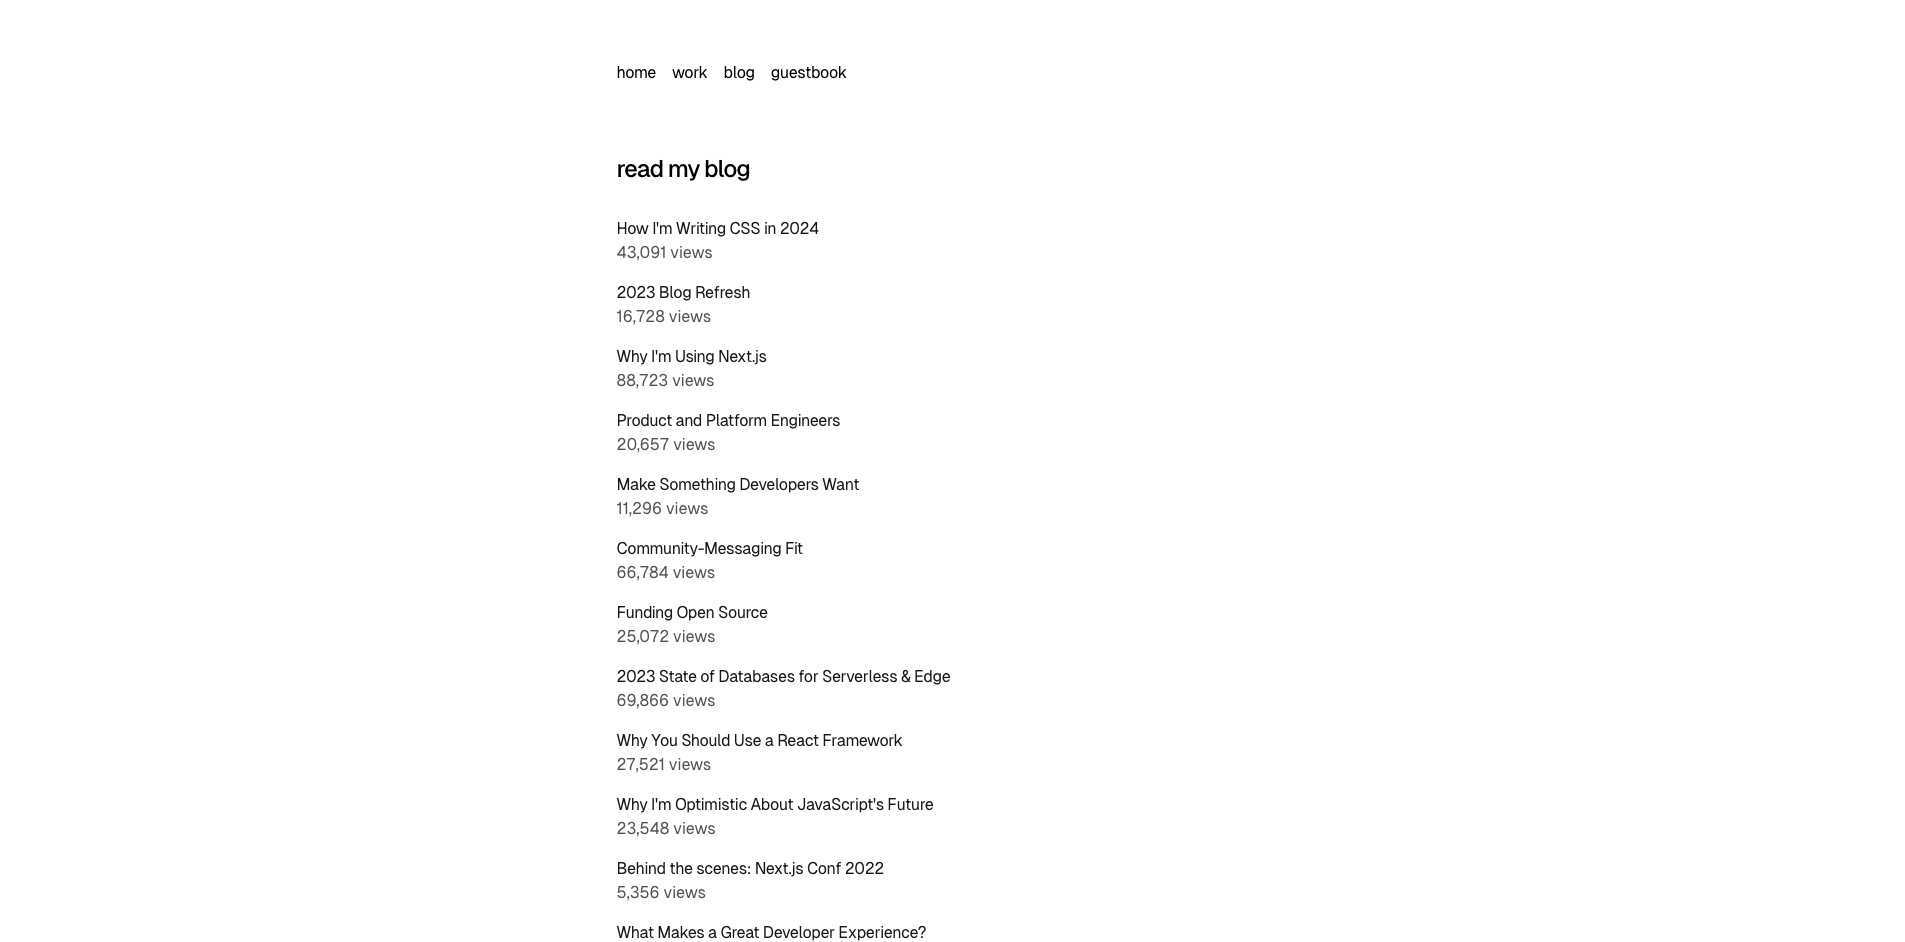 home work blog guestbook
read my blog
How I'm Writing CSS in 2024
43,091 views
2023 Blog Refresh
16,728 views
Why I'm Using Next.js
88,723 views
Product and Platform Engineers
20,657 views
Make Something Developers Want
11,296 views
Community-Messaging Fit
66,784 views
Funding Open Source
25,072 views
2023 State of Databases for Serverless & Edge
69,866 views
Why You Should Use a React Framework
27,521 views
Why I'm Optimistic About JavaScript's Future
23,548 views
Behind the scenes: Next.js Conf 2022
5,356 views
What Makes a Great Developer Experience?